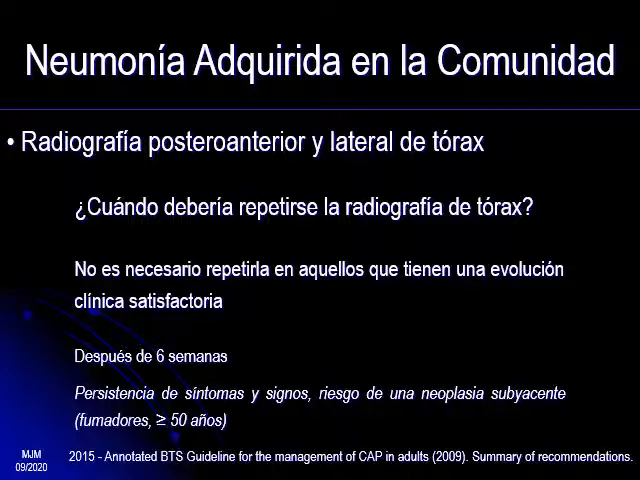 Neumonía Adquirida en la Comunidad
• Radiografía posteroanterior y lateral de tórax
¿Cuándo debería repetirse la radiografía de tórax?
No es necesario repetirla en aquellos que tienen una evolución
clínica satisfactoria
Después de 6 semanas
Persistencia de síntomas y signos, riesgo de una neoplasia subyacente
(fumadores, ≥ 50 años)
MJM
09/2020
2015 - Annotated BTS Guideline for the management of CAP in adults (2009). Summary of recommendations.